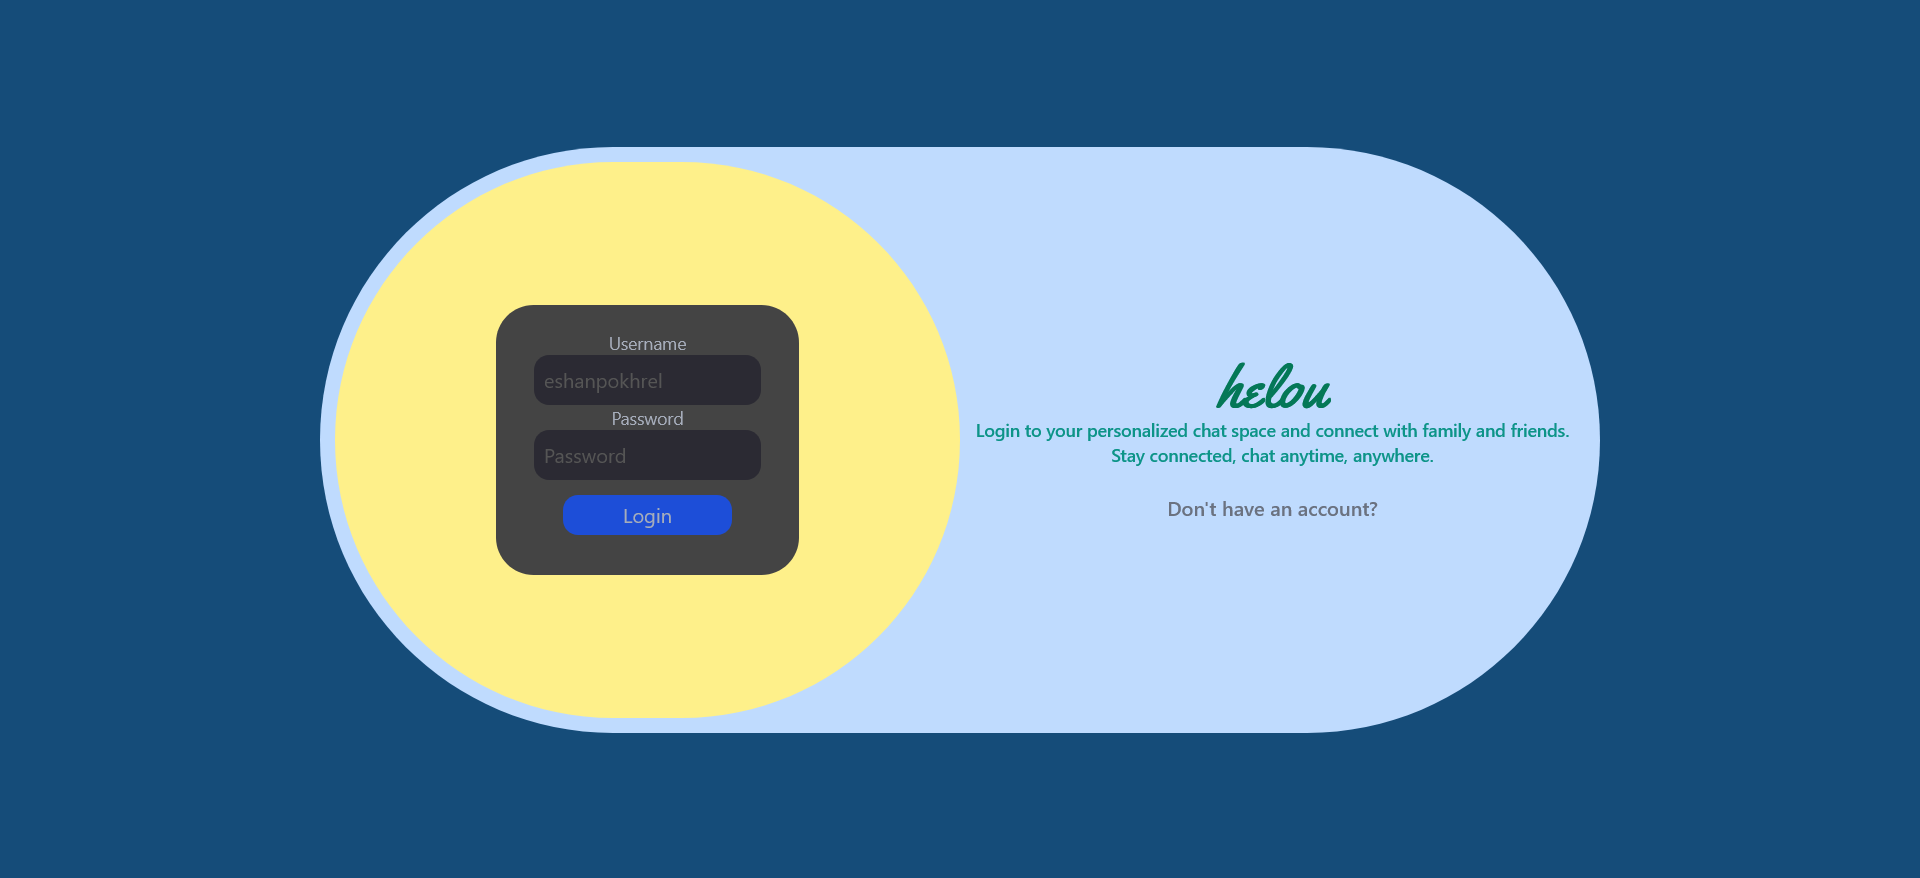 Username
eshanpokhrel
Password
Password
Login
helou
Login to your personalized chat space and connect with family and friends.
Stay connected, chat anytime, anywhere.
Don't have an account?